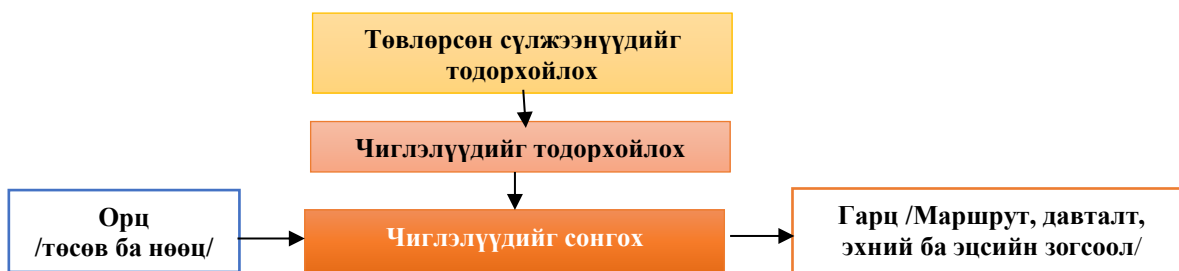 Төвлөрсөн сүлжээнүүдийг
тодорхойлох
Чиглэлүүдийг тодорхойлох
Орц
/төсөв ба нөөц/
Чиглэлүүдийг сонгох
Гарц /Маршрут, давталт,
эхний ба эцсийн зогсоол/